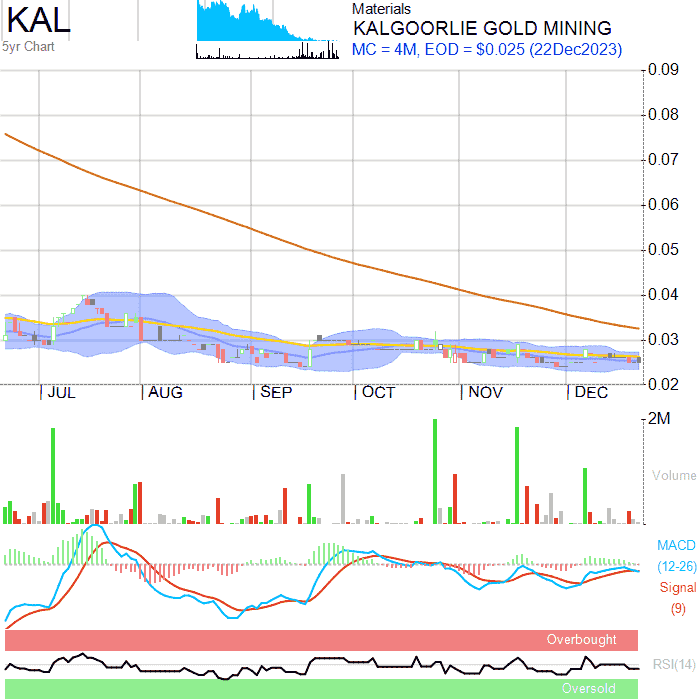 KAL
5yr Chart
Materials
KALGOORLIE GOLD MINING
MC = 4M, EOD = $0.025 (22Dec2023)
0.09
0.08
0.07
0.06
0.05
0.04
0.03
0.02
JUL AUG SEP OCT NOV DEC
2M
Volume
MACD
(12-26)
Signal
(9)
Overbought
RSI(14)
Oversold